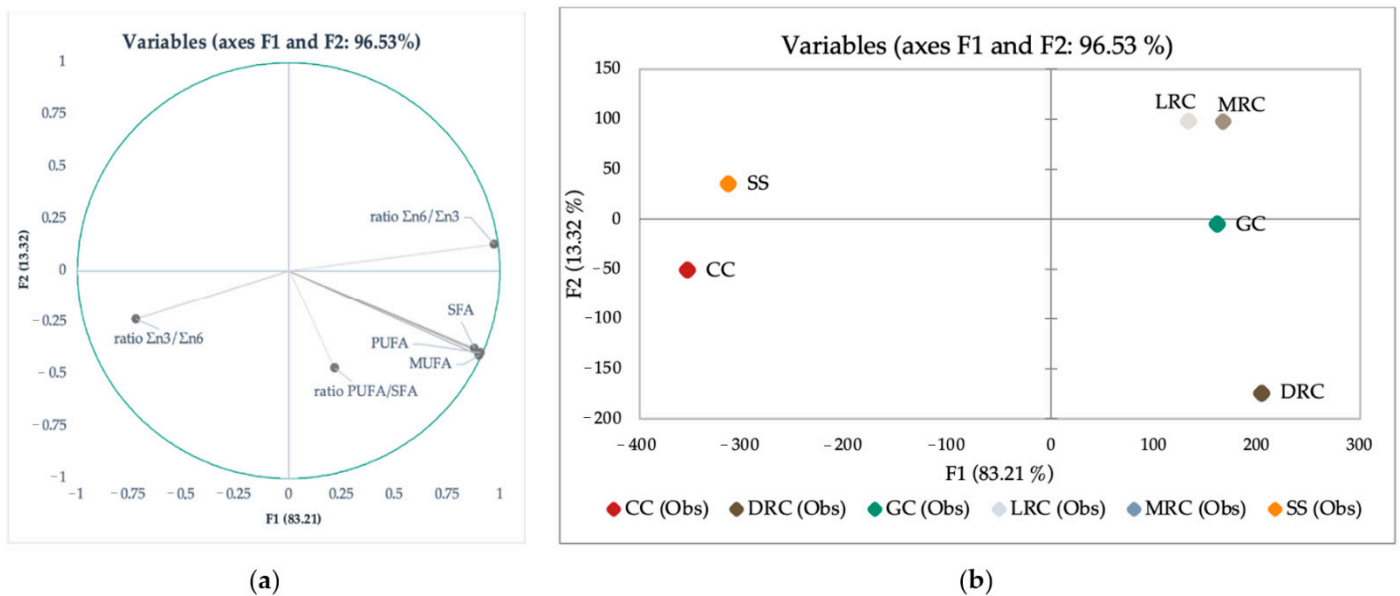 Variables (axes F1 and F2: 96.53%)
1
0.75
0.5
0.25
0
−0.25
−0.5
−0.75
−1
F2 (13.32)
ratio Σn6/Σn3
SFA
PUFA
MUFA
ratio Σn3/Σn6
ratio PUFA/SFA
−1 −0.75 −0.5 −0.25 0 0.25 0.5 0.75 1
F1 (83.21)
(a)
Variables (axes F1 and F2: 96.53 %)
150
100
50
0
−50
−100
−150
−200
F2 (13.32 %)
LRC MRC
SS
GC
CC
DRC
−400 −300 −200 −100 0 100 200 300
F1 (83.21 %)
CC (Obs) DRC (Obs) GC (Obs) LRC (Obs) MRC (Obs) SS (Obs)
(b)